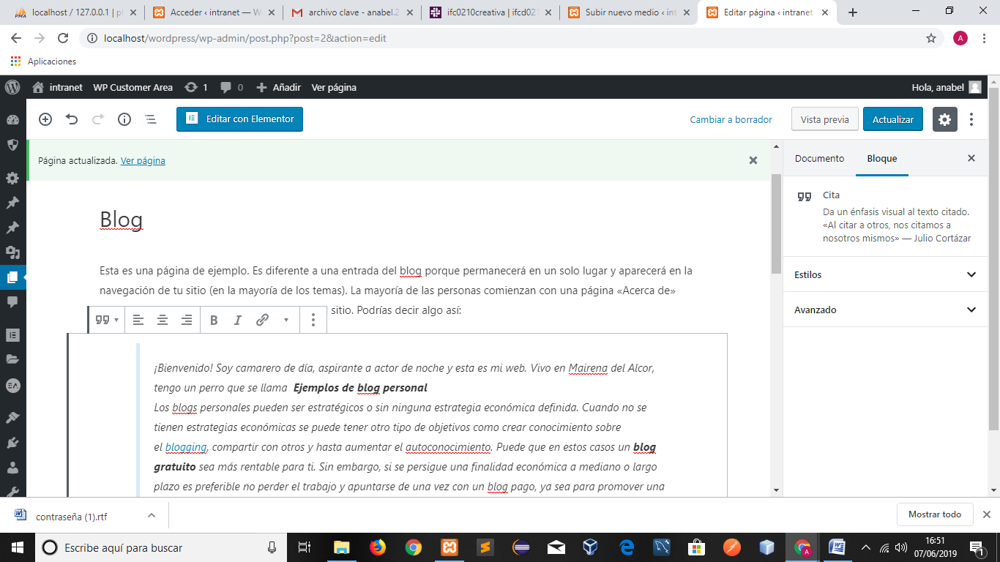 localhost / 127.0.0.1 | p
Acceder ‹ intranet — W
archivo clave - anabel.2
ifc0210creativa | ifcd021
Subir nuevo medio ‹ int
Editar página ‹ intranet
localhost/wordpress/wp-admin/post.php?post=2&action=edit
A
Aplicaciones
intranet
WP Customer Area
1
0
Añadir
Ver página
Hola, anabel
Editar con Elementor
Cambiar a borrador
Vista previa
Actualizar
Página actualizada. Ver página
Documento
Bloque
Cita
Da un énfasis visual al texto citado.
«Al citar a otros, nos citamos a
nosotros mismos» — Julio Cortázar
Estilos
Avanzado
Blog
Esta es una página de ejemplo. Es diferente a una entrada del blog porque permanecerá en un solo lugar y aparecerá en la
navegación de tu sitio (en la mayoría de los temas). La mayoría de las personas comienzan con una página «Acerca de»
sitio. Podrías decir algo así:
B I
¡Bienvenido! Soy camarero de día, aspirante a actor de noche y esta es mi web. Vivo en Mairena del Alcor,
tengo un perro que se llama Ejemplos de blog personal
Los blogs personales pueden ser estratégicos o sin ninguna estrategia económica definida. Cuando no se
tienen estrategias económicas se puede tener otro tipo de objetivos como crear conocimiento sobre
el blogging, compartir con otros y hasta aumentar el autoconocimiento. Puede que en estos casos un blog
gratuito sea más rentable para ti. Sin embargo, si se persigue una finalidad económica a mediano o largo
plazo es preferible no perder el trabajo y apuntarse de una vez con un blog pago, ya sea para promover una
contraseña (1).rtf
Mostrar todo
Escribe aquí para buscar
16:51
07/06/2019
1